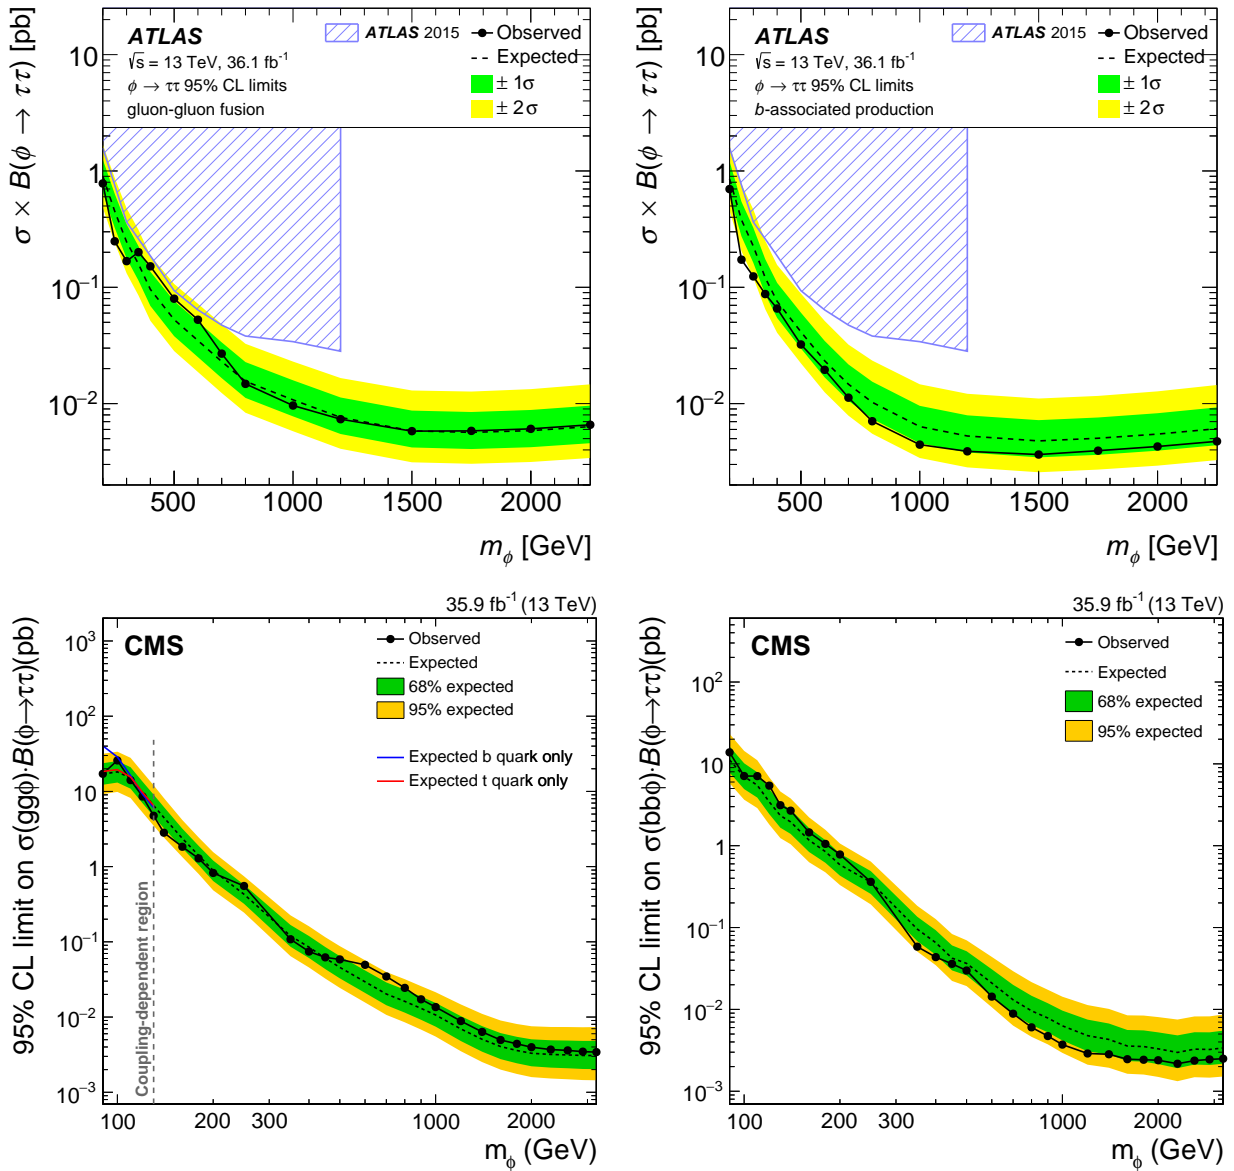 σ × B(ϕ → ττ) [pb]
10
1
10⁻¹
10⁻²
ATLAS
√s = 13 TeV, 36.1 fb⁻¹
ϕ → ττ 95% CL limits
gluon-gluon fusion
ATLAS 2015
Observed
Expected
± 1σ
± 2σ
500 1000 1500 2000
m_ϕ [GeV]
σ × B(ϕ → ττ) [pb]
10
1
10⁻¹
10⁻²
ATLAS
√s = 13 TeV, 36.1 fb⁻¹
ϕ → ττ 95% CL limits
b-associated production
ATLAS 2015
Observed
Expected
± 1σ
± 2σ
500 1000 1500 2000
m_ϕ [GeV]
35.9 fb⁻¹ (13 TeV)
95% CL limit on σ(ggϕ)·B(ϕ→ττ)(pb)
10³
10²
10
1
10⁻¹
10⁻²
10⁻³
CMS
Observed
Expected
68% expected
95% expected
Expected b quark only
Expected t quark only
Coupling-dependent region
100 200 300 1000 2000
m_ϕ (GeV)
35.9 fb⁻¹ (13 TeV)
95% CL limit on σ(bbϕ)·B(ϕ→ττ)(pb)
10²
10
1
10⁻¹
10⁻²
10⁻³
CMS
Observed
Expected
68% expected
95% expected
100 200 300 1000 2000
m_ϕ (GeV)